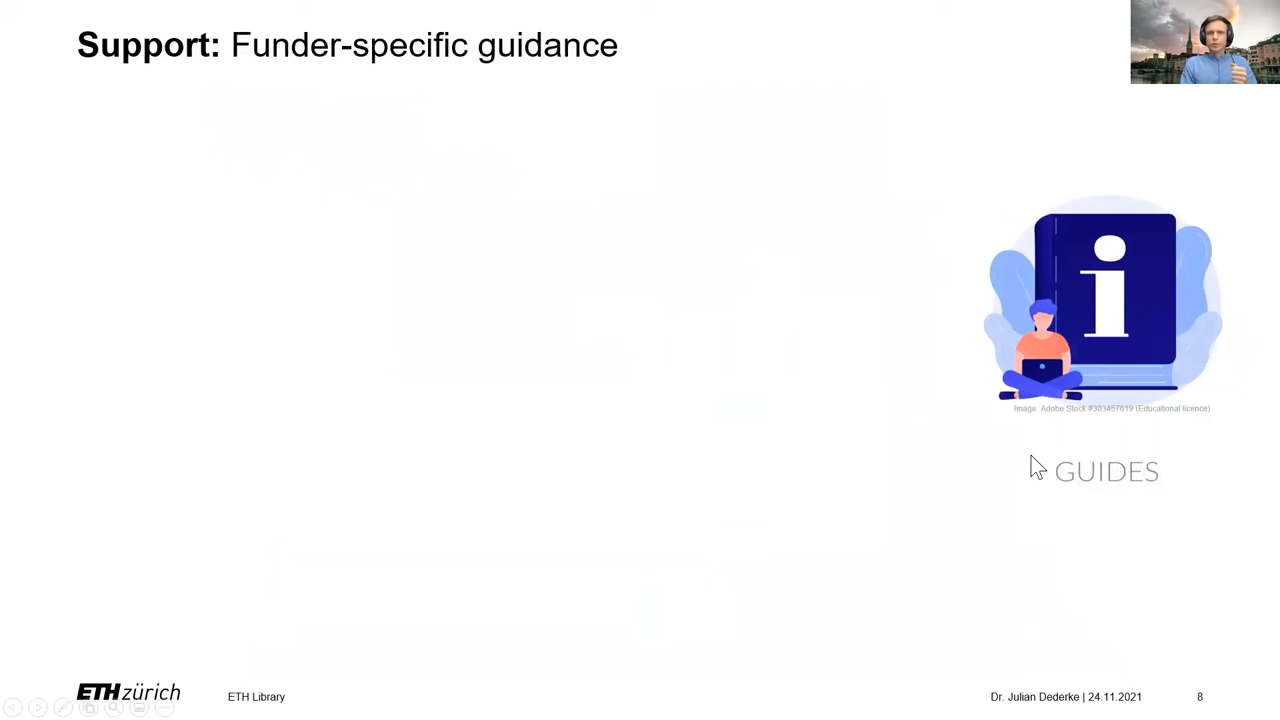 Support: Funder-specific guidance
i
Image: Adobe Stock #303457619 (Educational licence)
GUIDES
ETH zürich
ETH Library
Dr. Julian Dederke | 24.11.2021
8